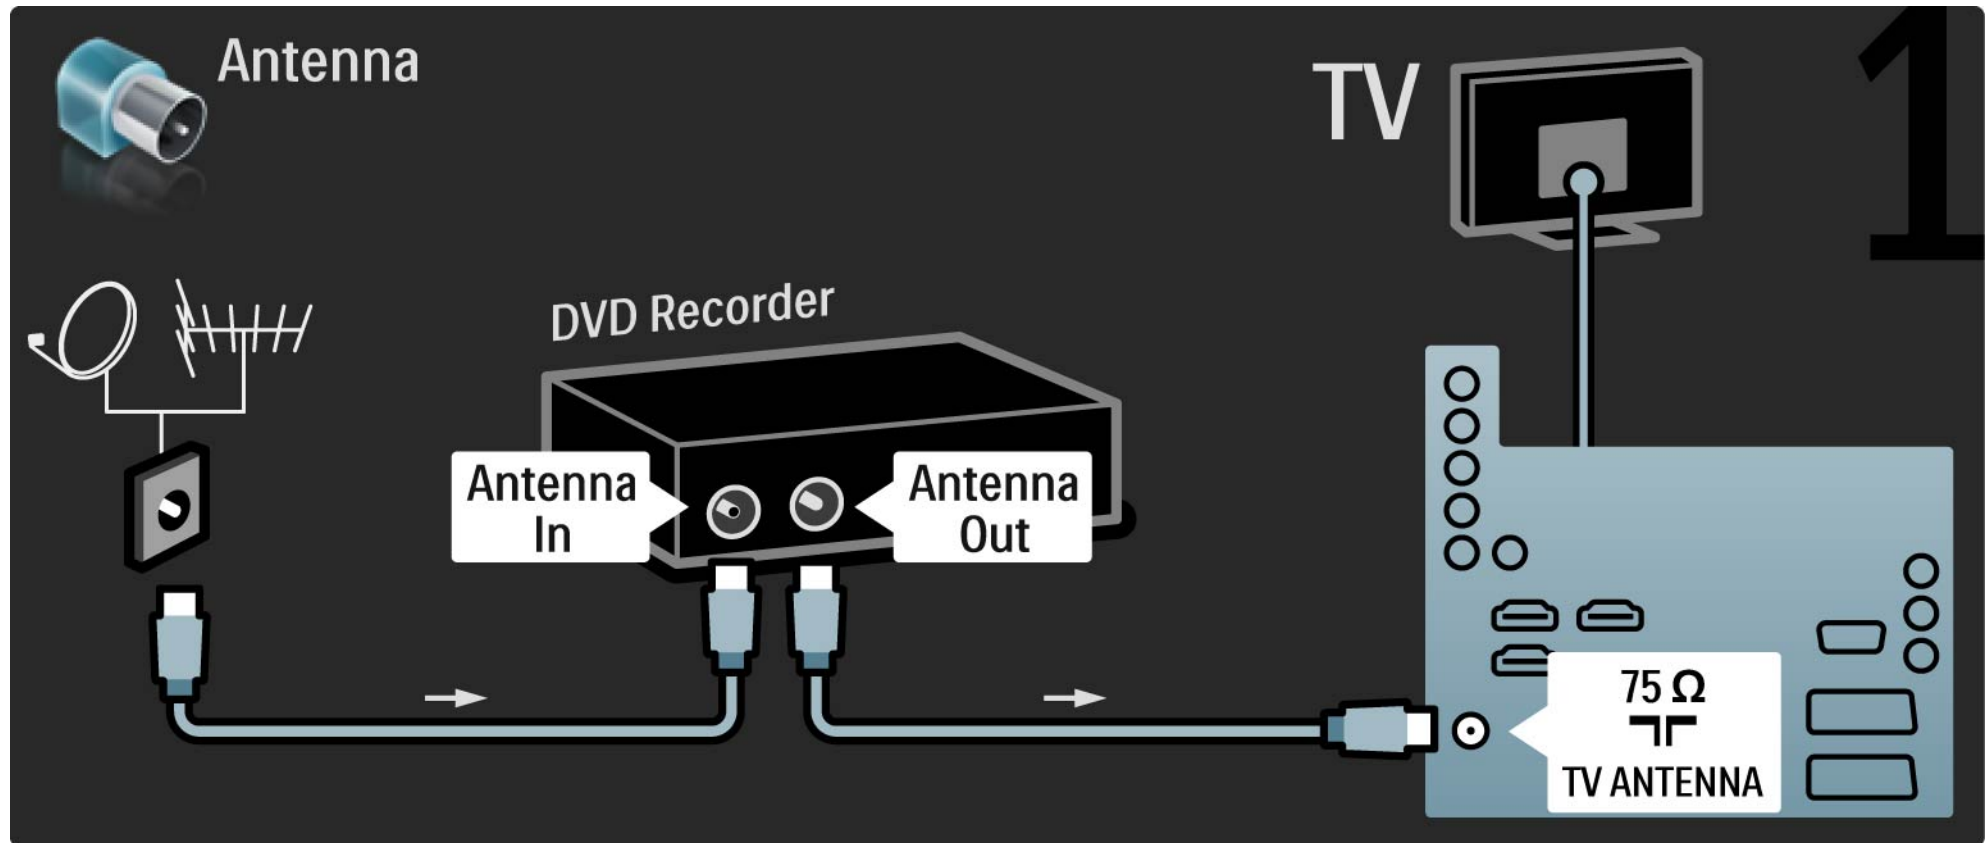 Antenna
TV
1
DVD Recorder
Antenna
In
Antenna
Out
75 Ω
TV ANTENNA